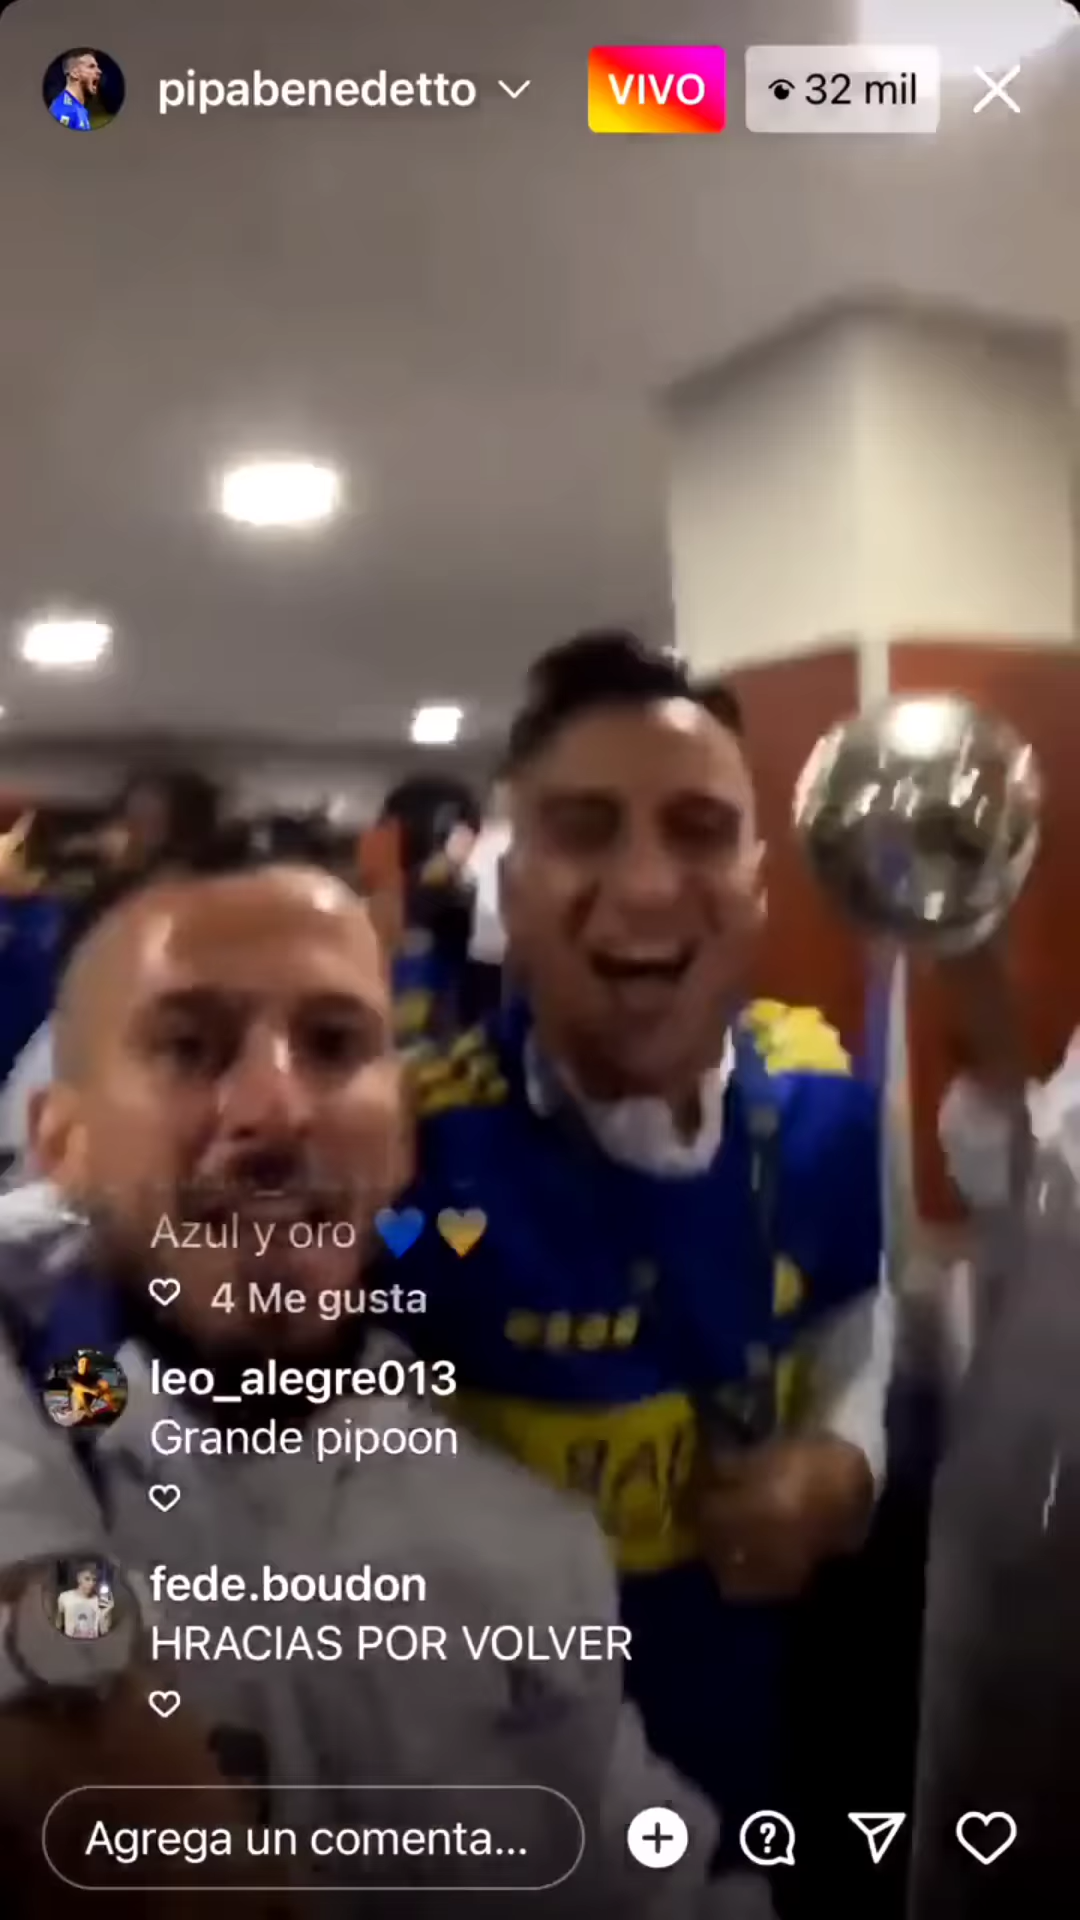 pipabenedetto
VIVO
32 mil
Azul y oro 💙 💛
4 Me gusta
leo_alegre013
Grande pipoon
fede.boudon
HRACIAS POR VOLVER
Agrega un comenta...